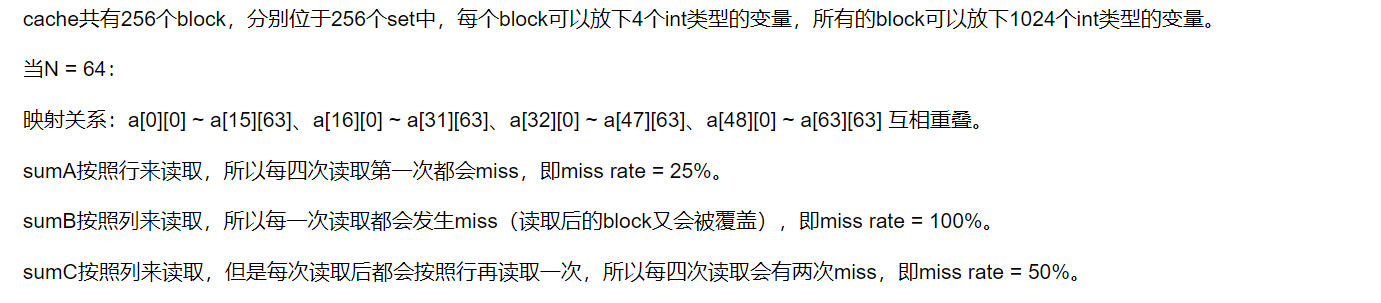 cache共有256个block，分别位于256个set中，每个block可以放下4个int类型的变量，所有的block可以放下1024个int类型的变量。
当N = 64：
映射关系：a[0][0] ~ a[15][63]、a[16][0] ~ a[31][63]、a[32][0] ~ a[47][63]、a[48][0] ~ a[63][63] 互相重叠。
sumA按照行来读取，所以每四次读取第一次都会miss，即miss rate = 25%。
sumB按照列来读取，所以每一次读取都会发生miss（读取后的block又会被覆盖），即miss rate = 100%。
sumC按照列来读取，但是每次读取后都会按照行再读取一次，所以每四次读取会有两次miss，即miss rate = 50%。